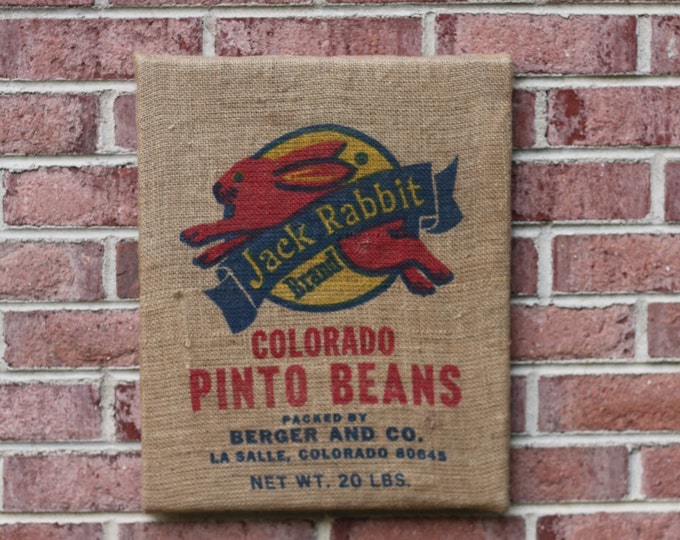 Jack Rabbit
Brand
COLORADO
PINTO BEANS
PACKED BY
BERGER AND CO.
LA SALLE, COLORADO 80645
NET WT. 20 LBS.